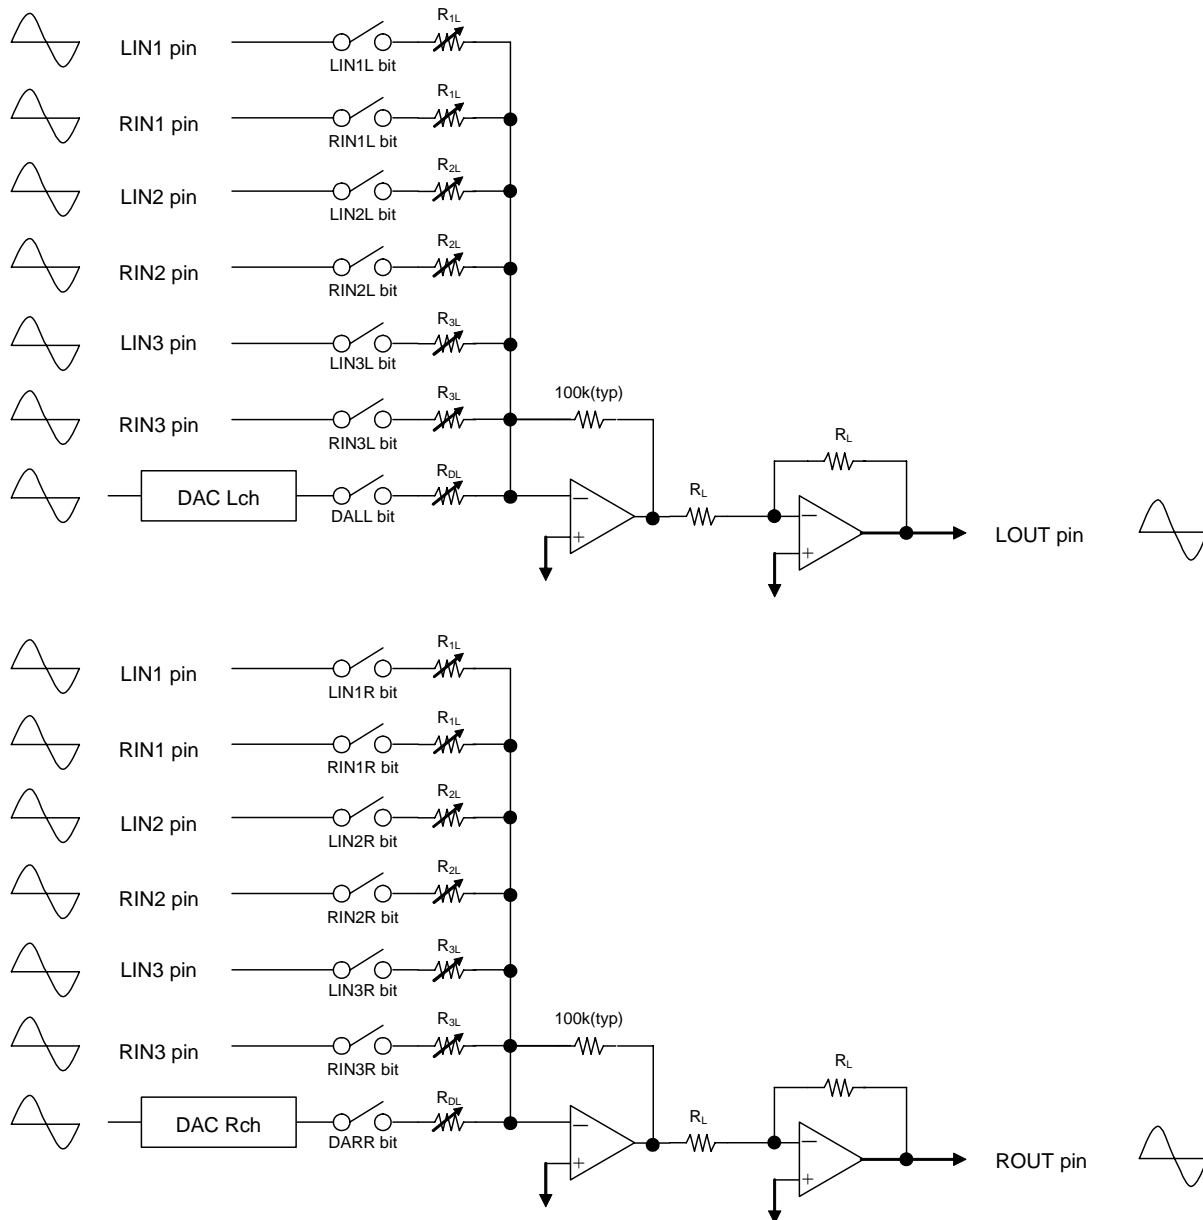 R1L
LIN1 pin
LIN1L bit
R1L
RIN1 pin
RIN1L bit
R2L
LIN2 pin
LIN2L bit
R2L
RIN2 pin
RIN2L bit
R3L
LIN3 pin
LIN3L bit
R3L
100k(typ)
RIN3 pin
RIN3L bit
RL
RDL
RL
DAC Lch
DALL bit
−
+
−
+
LOUT pin
R1L
LIN1 pin
LIN1R bit
R1L
RIN1 pin
RIN1R bit
R2L
LIN2 pin
LIN2R bit
R2L
RIN2 pin
RIN2R bit
R3L
LIN3 pin
LIN3R bit
R3L
100k(typ)
RIN3 pin
RIN3R bit
RL
RDL
RL
DAC Rch
DARR bit
−
+
−
+
ROUT pin